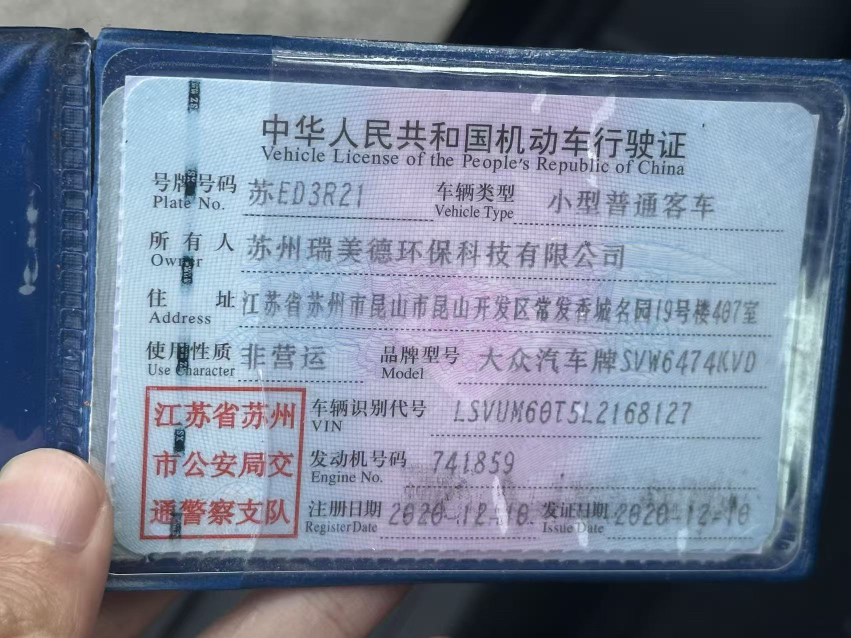 中华人民共和国机动车行驶证
Vehicle License of the People's Republic of China
号牌号码 苏ED3R21 车辆类型 小型普通客车
Plate No. Vehicle Type
所有人 苏州瑞美德环保科技有限公司
Owner
住址 江苏省苏州市昆山市昆山开发区常发香城名园19号楼407室
Address
使用性质 非营运 品牌型号 大众汽车牌SVW6474KVD
Use Character Model
江苏省苏州
市公安局交
通警察支队
车辆识别代号 LSVUM60T5L2168127
VIN
发动机号码 741859
Engine No.
注册日期 2020-12-10 发证日期 2020-12-10
Register Date Issue Date